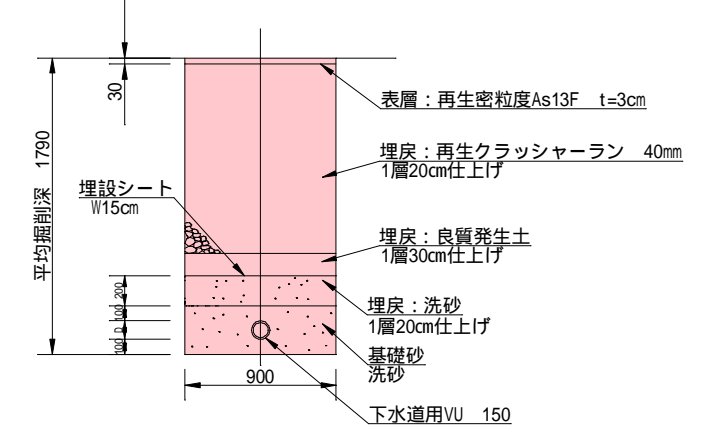 30
表層：再生密粒度As13F　t=3cm
平均掘削深　1790
埋戻：再生クラッシャーラン　40mm
1層20cm仕上げ
埋設シート
W15cm
埋戻：良質発生土
1層30cm仕上げ
200
埋戻：洗砂
1層20cm仕上げ
100
D
100
基礎砂
洗砂
900
下水道用VU　150